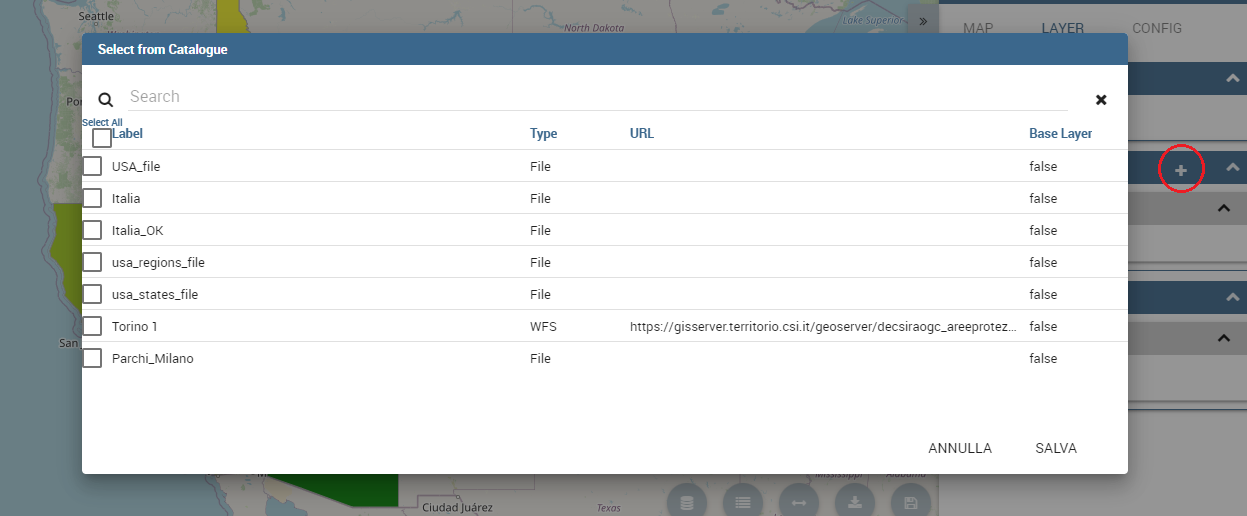 Seattle
North Dakota
Lake Superior
»
MAP LAYER CONFIG
Select from Catalogue
Search
Select All
Label Type URL Base Layer
USA_file File false
Italia File false
Italia_OK File false
usa_regions_file File false
usa_states_file File false
Torino 1 WFS https://gisserver.territorio.csi.it/geoserver/decsiraogc_areeprotez... false
San
Parchi_Milano File false
ANNULLA SALVA
Ciudad Juárez
Texas